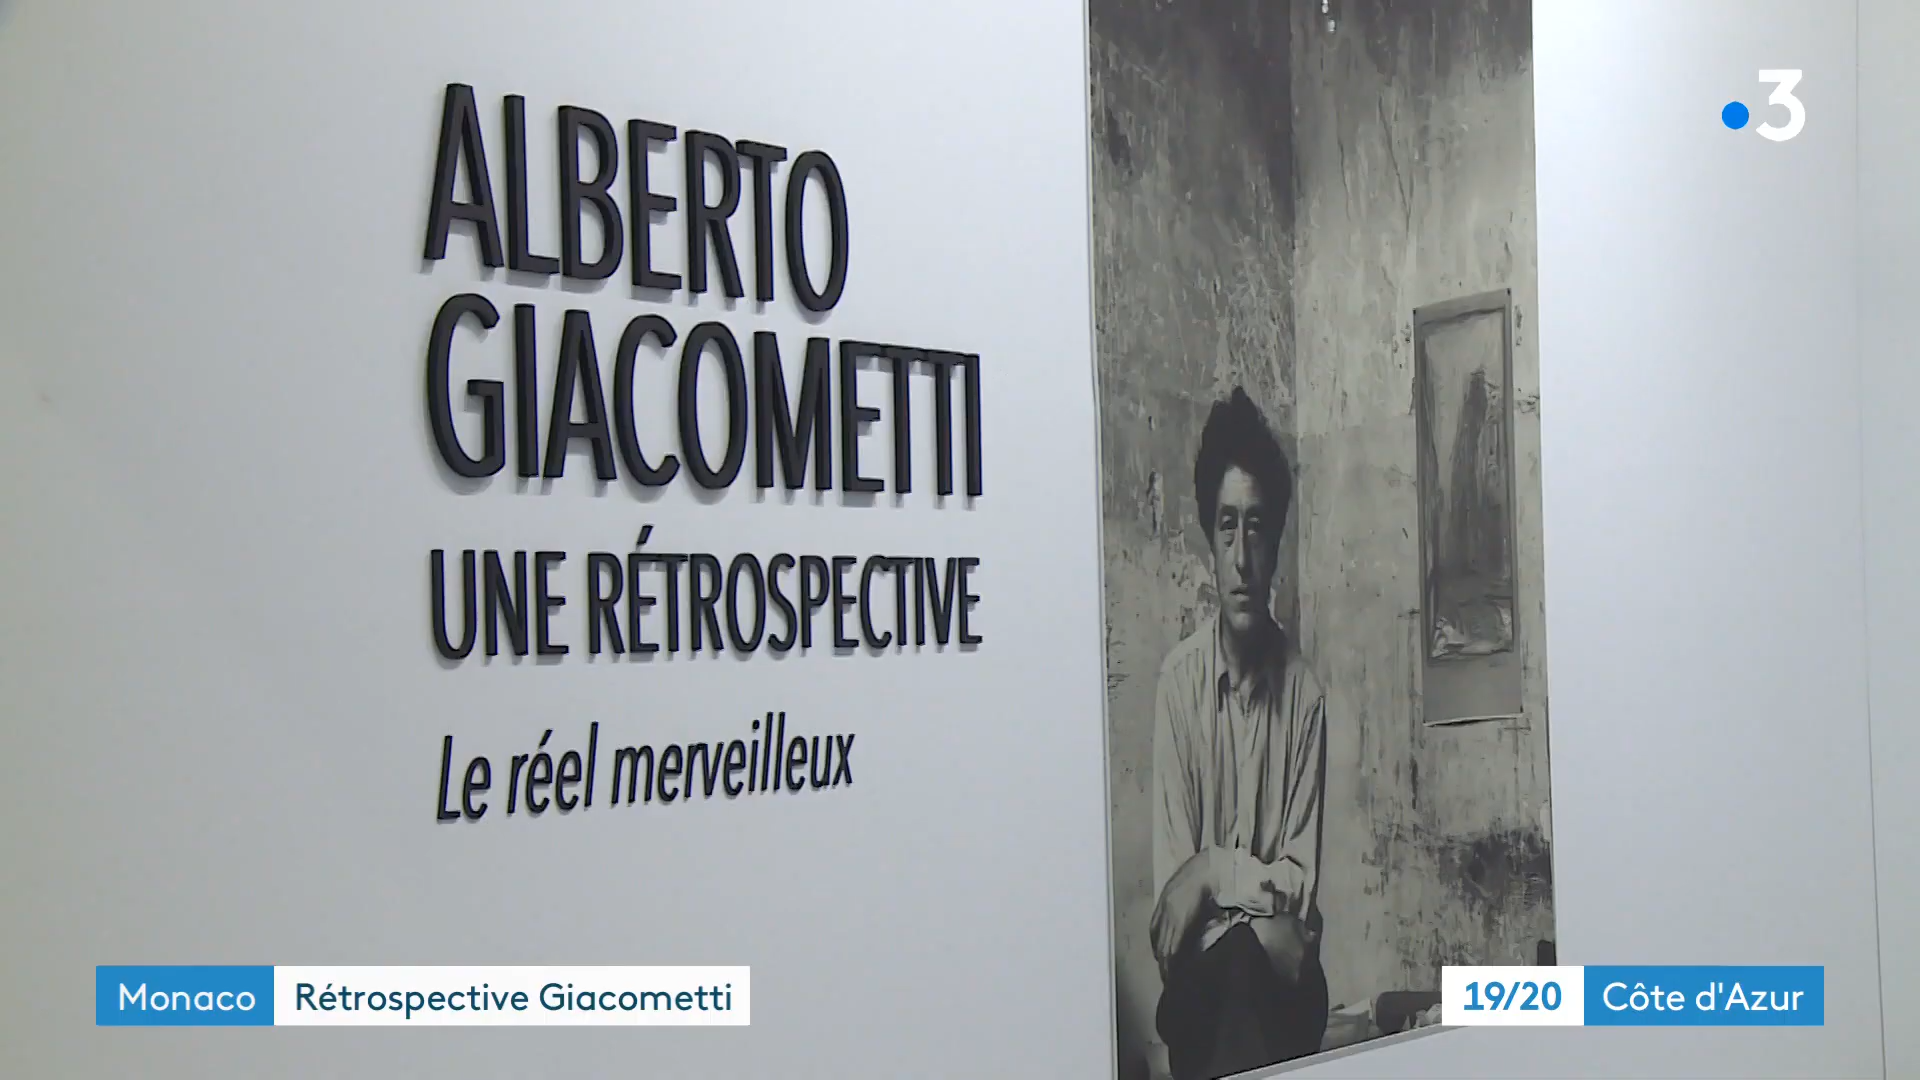 ALBERTO
GIACOMETTI
UNE RÉTROSPECTIVE
Le réel merveilleux
3
Monaco
Rétrospective Giacometti
19/20
Côte d'Azur